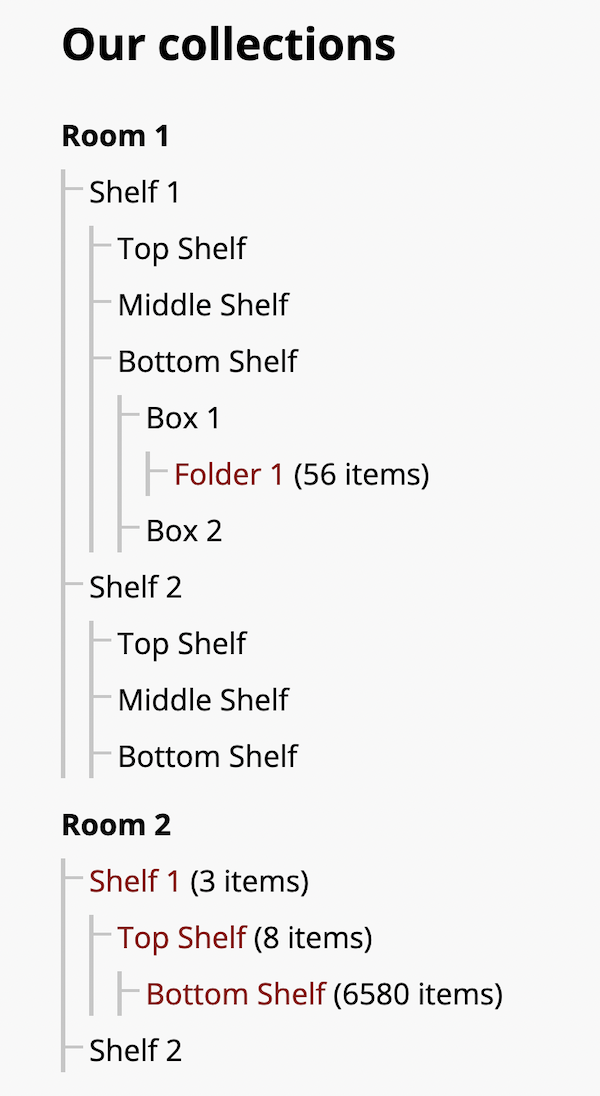 Our collections
Room 1
Shelf 1
Top Shelf
Middle Shelf
Bottom Shelf
Box 1
Folder 1 (56 items)
Box 2
Shelf 2
Top Shelf
Middle Shelf
Bottom Shelf
Room 2
Shelf 1 (3 items)
Top Shelf (8 items)
Bottom Shelf (6580 items)
Shelf 2